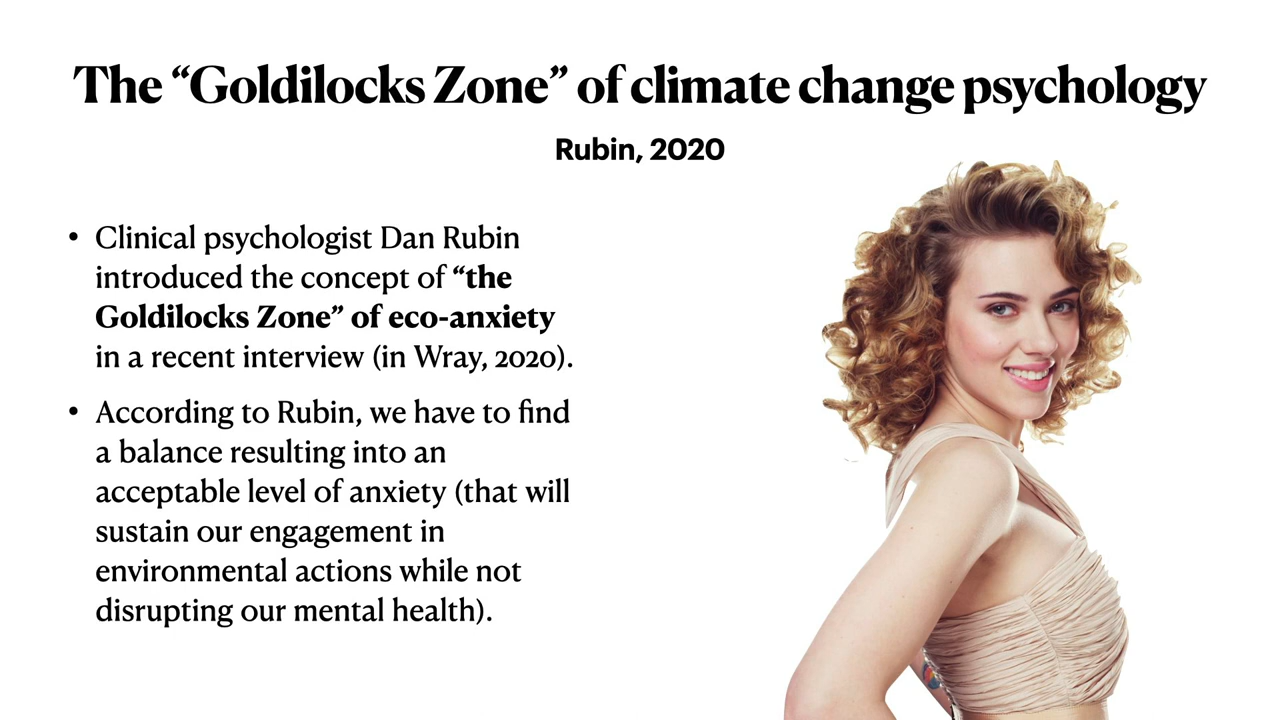 The “Goldilocks Zone” of climate change psychology
Rubin, 2020
• Clinical psychologist Dan Rubin
introduced the concept of “the
Goldilocks Zone” of eco-anxiety
in a recent interview (in Wray, 2020).
• According to Rubin, we have to find
a balance resulting into an
acceptable level of anxiety (that will
sustain our engagement in
environmental actions while not
disrupting our mental health).